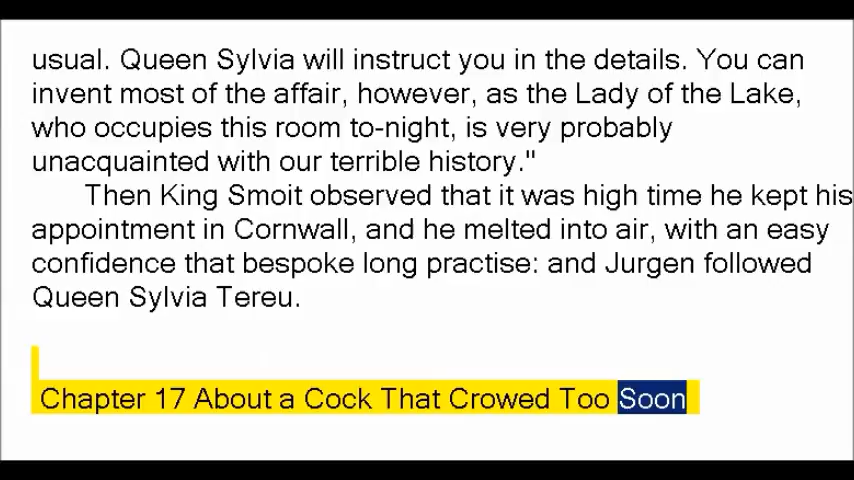 usual. Queen Sylvia will instruct you in the details. You can
invent most of the affair, however, as the Lady of the Lake,
who occupies this room to-night, is very probably
unacquainted with our terrible history."
Then King Smoit observed that it was high time he kept his
appointment in Cornwall, and he melted into air, with an easy
confidence that bespoke long practise: and Jurgen followed
Queen Sylvia Tereu.
Chapter 17 About a Cock That Crowed Too Soon